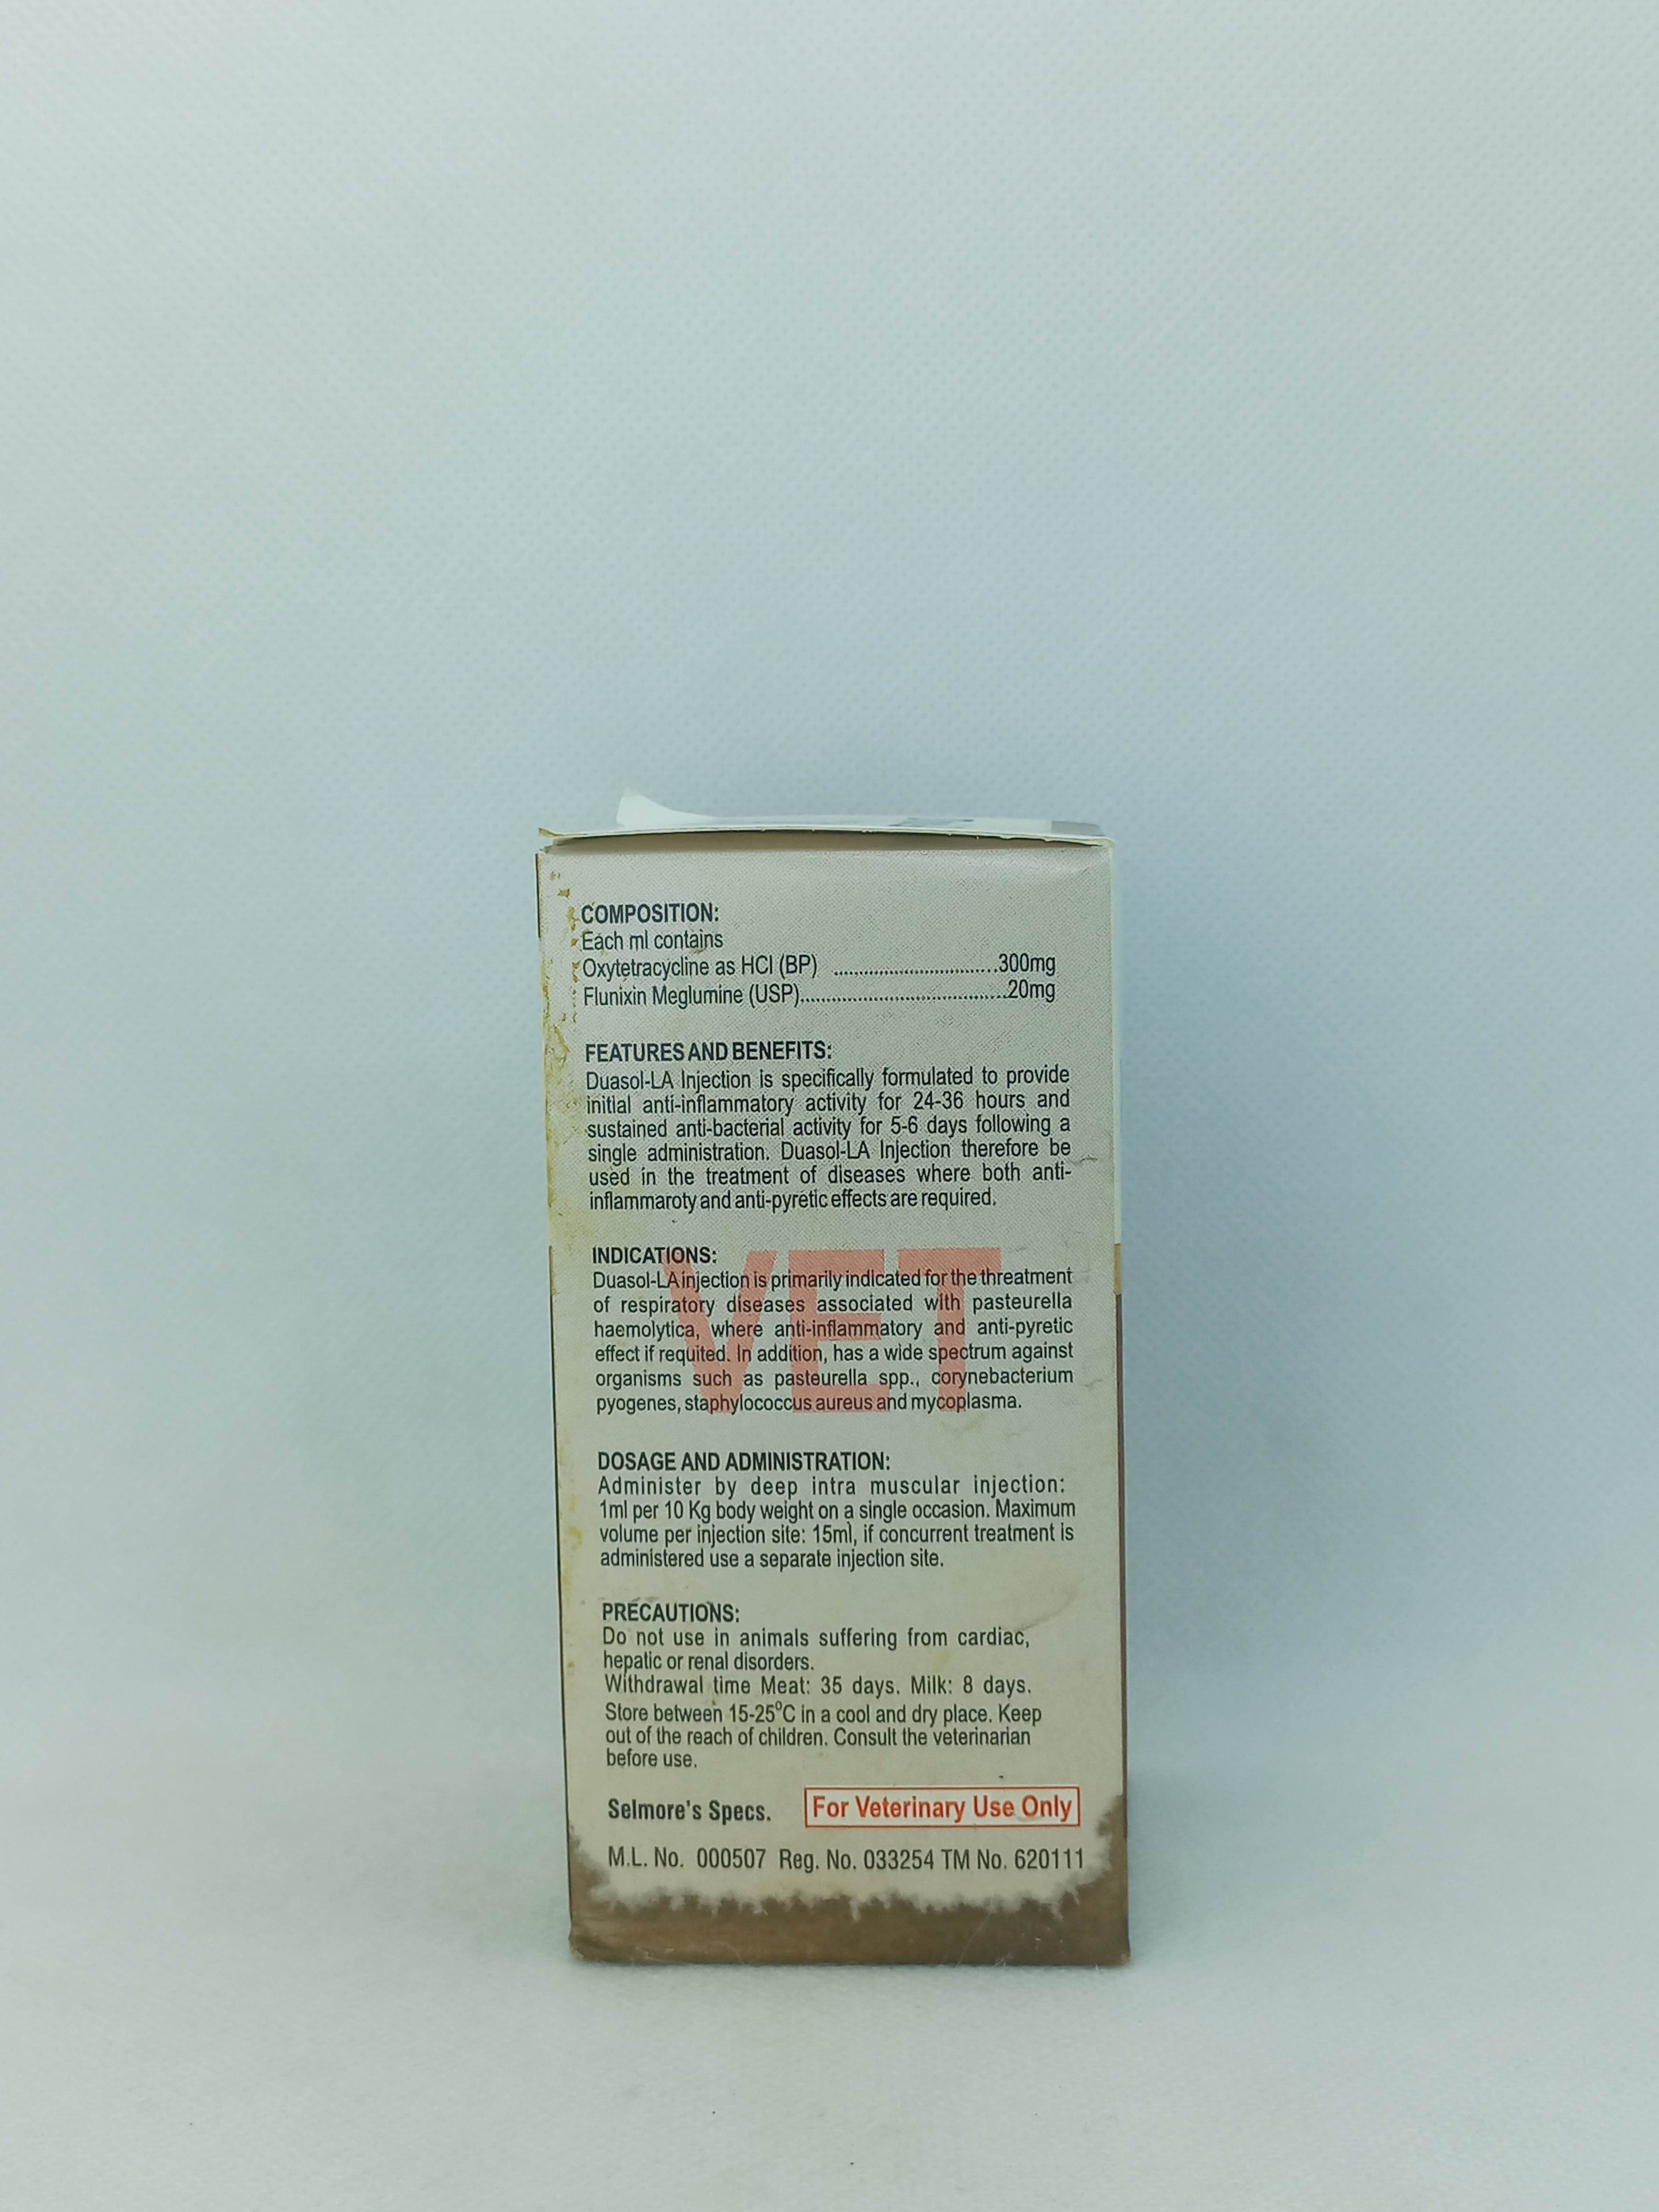 COMPOSITION:
Each ml contains
Oxytetracycline as HCl (BP) ................................300mg
Flunixin Meglumine (USP).......................................20mg
FEATURES AND BENEFITS:
Duasol-LA Injection is specifically formulated to provide
initial anti-inflammatory activity for 24-36 hours and
sustained anti-bacterial activity for 5-6 days following a
single administration. Duasol-LA Injection therefore be
used in the treatment of diseases where both anti-
inflammaroty and anti-pyretic effects are required.
VET
INDICATIONS:
Duasol-LA injection is primarily indlcated for the threatment
of respiratory diseases associated with pasteurella
haemolytica, where anti-inflammatory and anti-pyretic
effect if requited. In addition, has a wide spectrum against
organisms such as pasteurella spp., corynebacterium
pyogenes, staphylococcus aureus and mycoplasma.
DOSAGE AND ADMINISTRATION:
Administer by deep intra muscular injection:
1ml per 10 Kg body weight on a single occasion. Maximum
volume per injection site: 15ml, if concurrent treatment is
administered use a separate injection site.
PRECAUTIONS:
Do not use in animals suffering from cardiac,
hepatic or renal disorders.
Withdrawal time Meat: 35 days. Milk: 8 days.
Store between 15-25⁰C in a cool and dry place. Keep
out of the reach of children. Consult the veterinarian
before use.
Selmore's Specs. For Veterinary Use Only
M.L. No. 000507 Reg. No. 033254 TM No. 620111